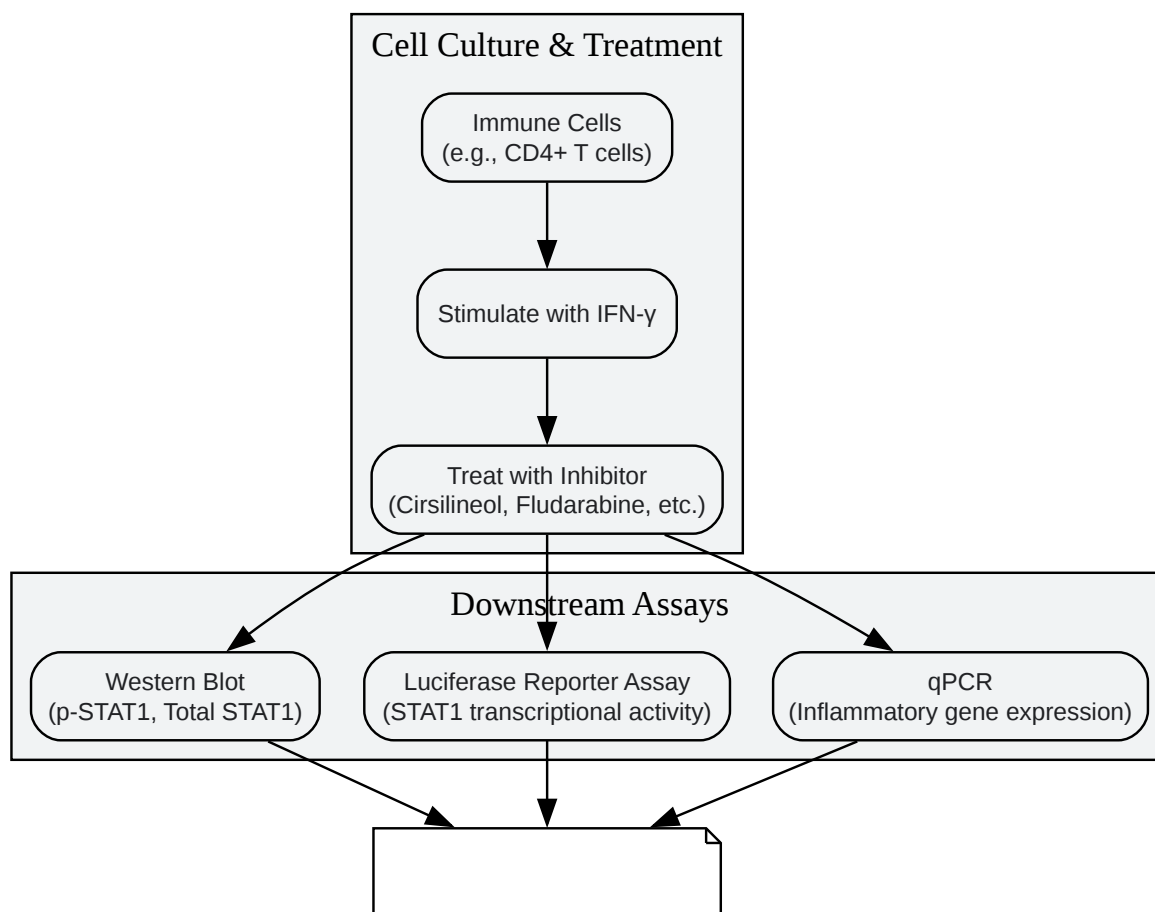 Cell Culture & Treatment
Immune Cells
(e.g., CD4+ T cells)
Stimulate with IFN-γ
Treat with Inhibitor
(Cirsilineol, Fludarabine, etc.)
Downstream Assays
Western Blot
(p-STAT1, Total STAT1)
Luciferase Reporter Assay
(STAT1 transcriptional activity)
qPCR
(Inflammatory gene expression)